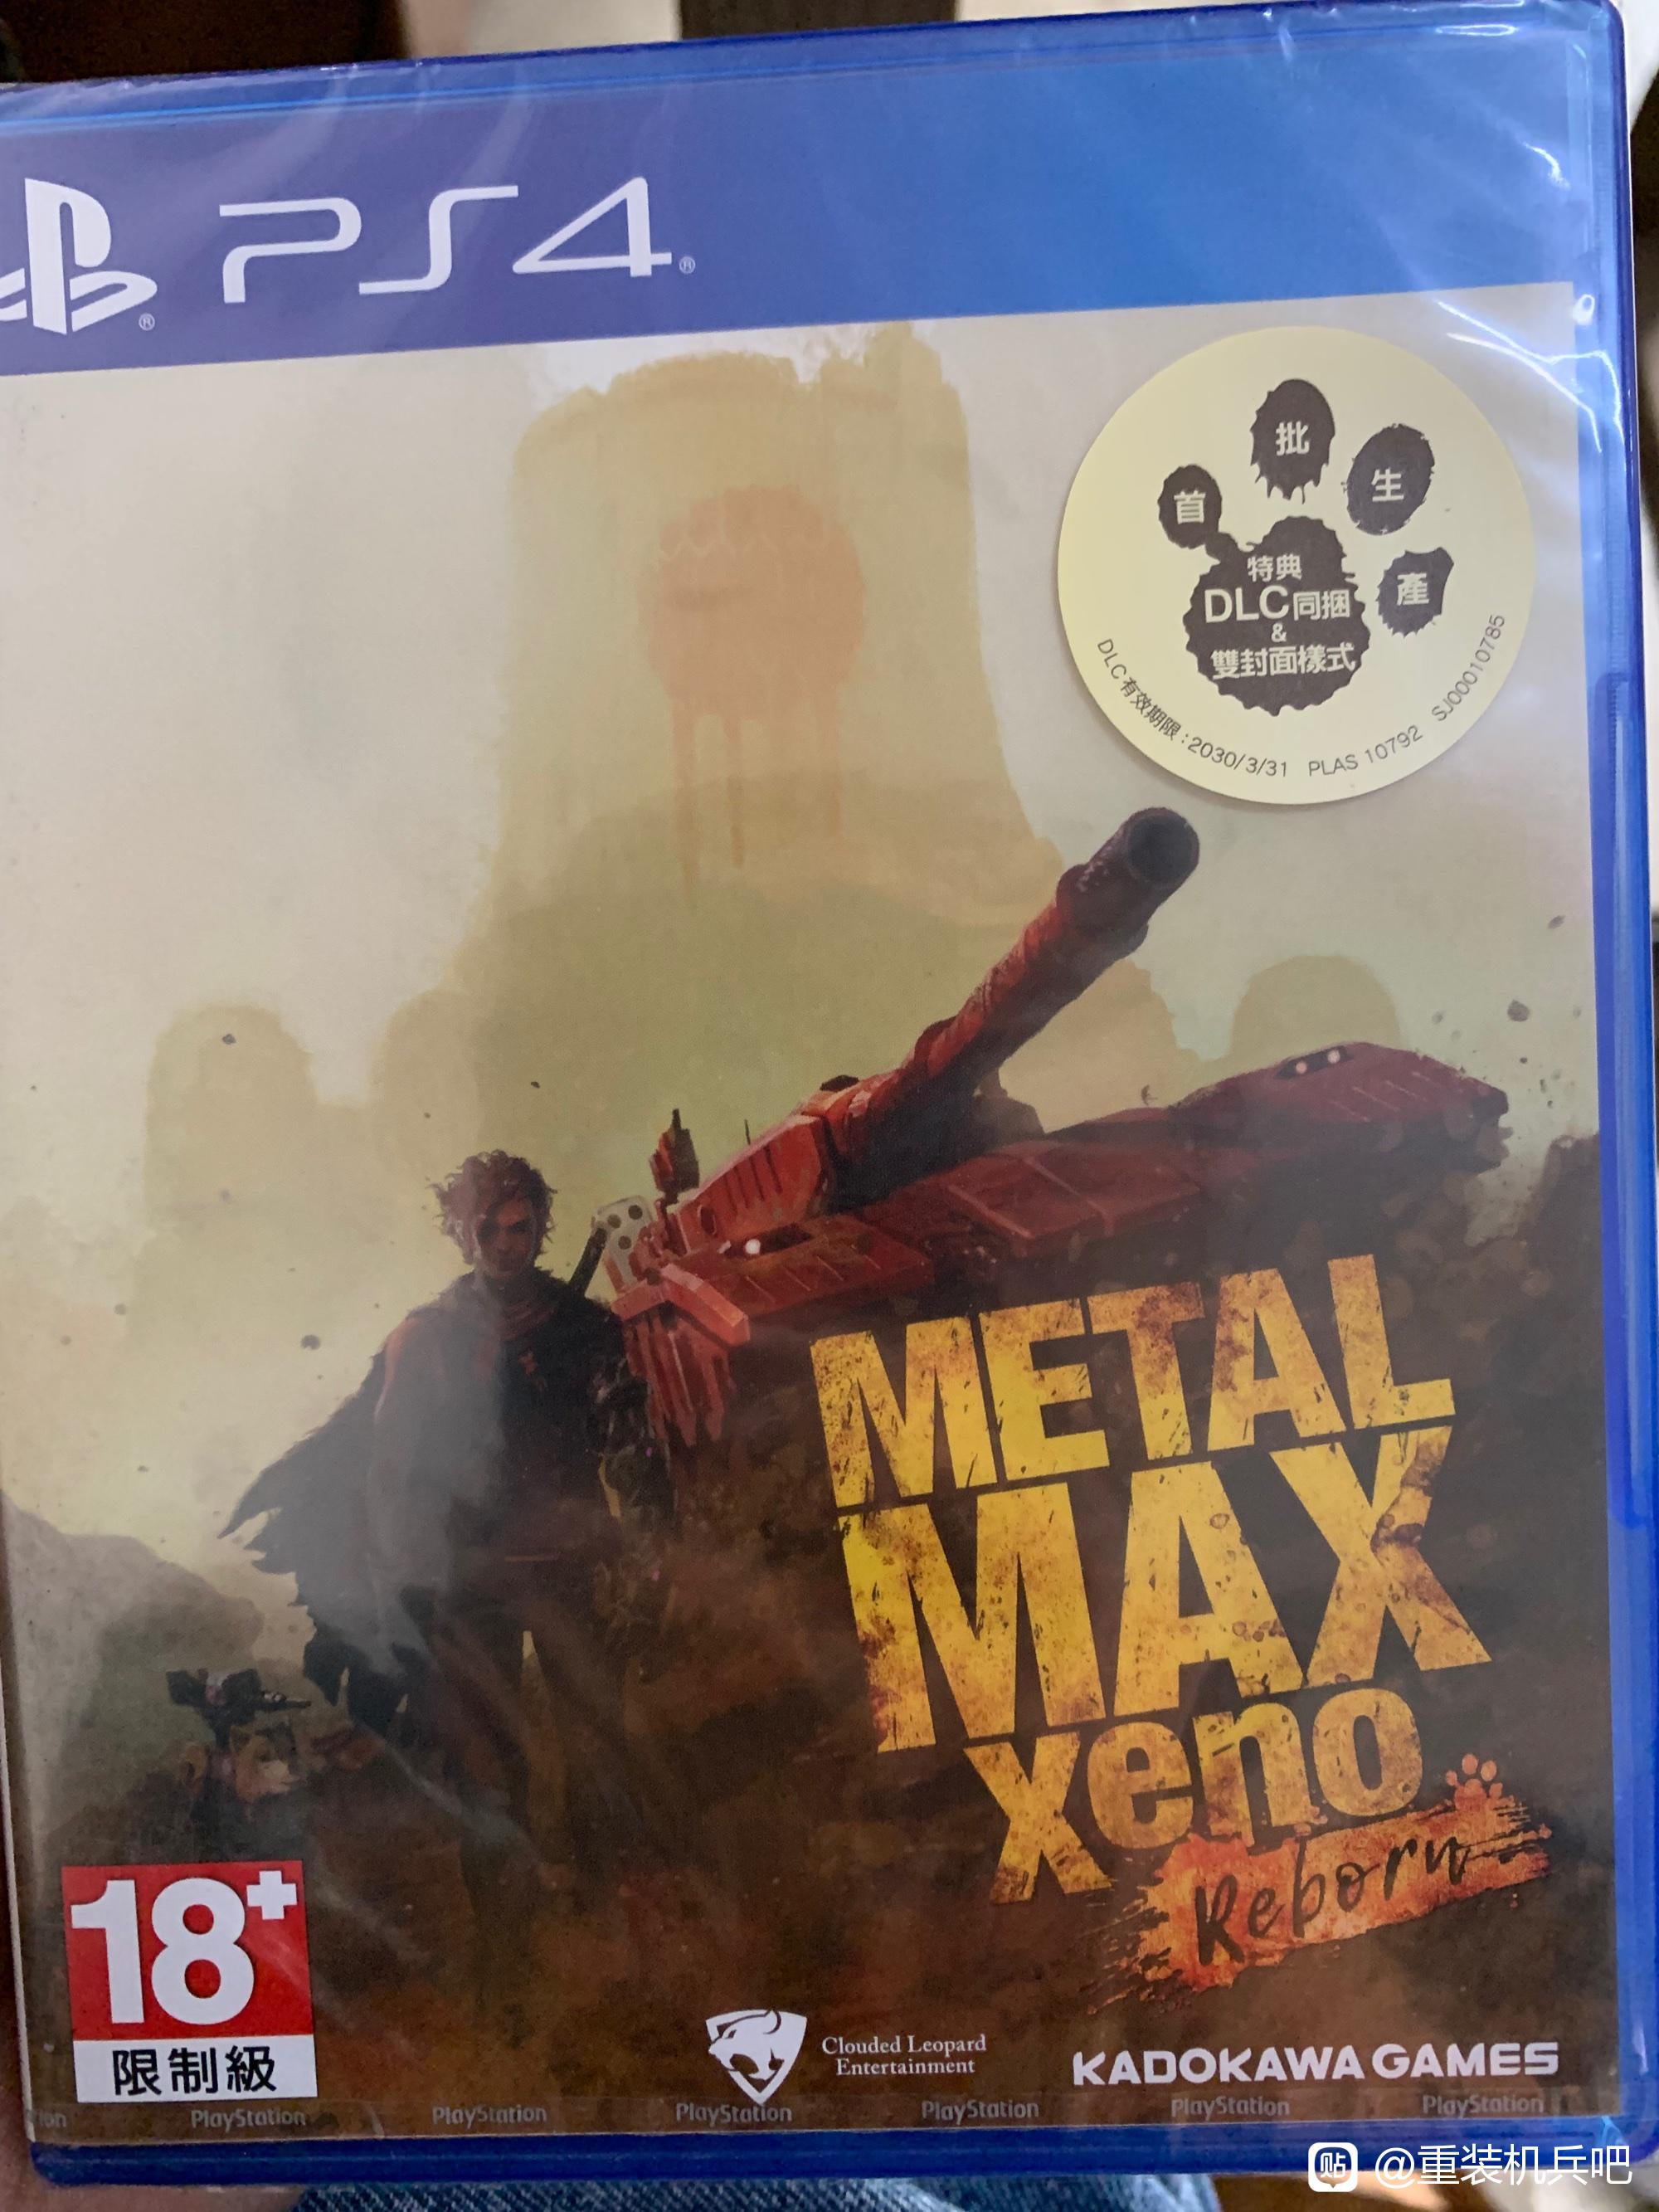 PS4®
首批生產
特典
DLC同捆
&
雙封面樣式
DLC有效期限:2030/3/31 PLAS 10792 SJ00010785
METAL
MAX
xeno
Reborn
18+
限制級
Clouded Leopard
Entertainment
KADOKAWA GAMES
PlayStation PlayStation PlayStation PlayStation PlayStation PlayStation
贴 @重装机兵吧